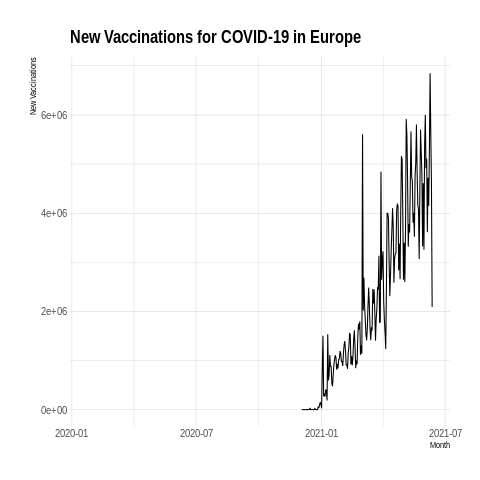 New Vaccinations for COVID-19 in Europe
New Vaccinations
6e+06
4e+06
2e+06
0e+00
2020-01
2020-07
2021-01
2021-07
Month